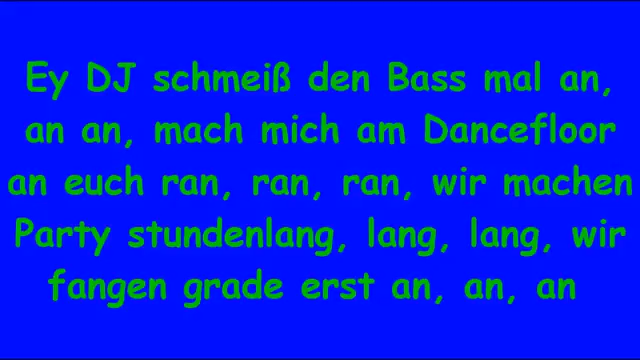 Ey DJ schmeiß den Bass mal an,
an an, mach mich am Dancefloor
an euch ran, ran, ran, wir machen
Party stundenlang, lang, lang, wir
fangen grade erst an, an, an